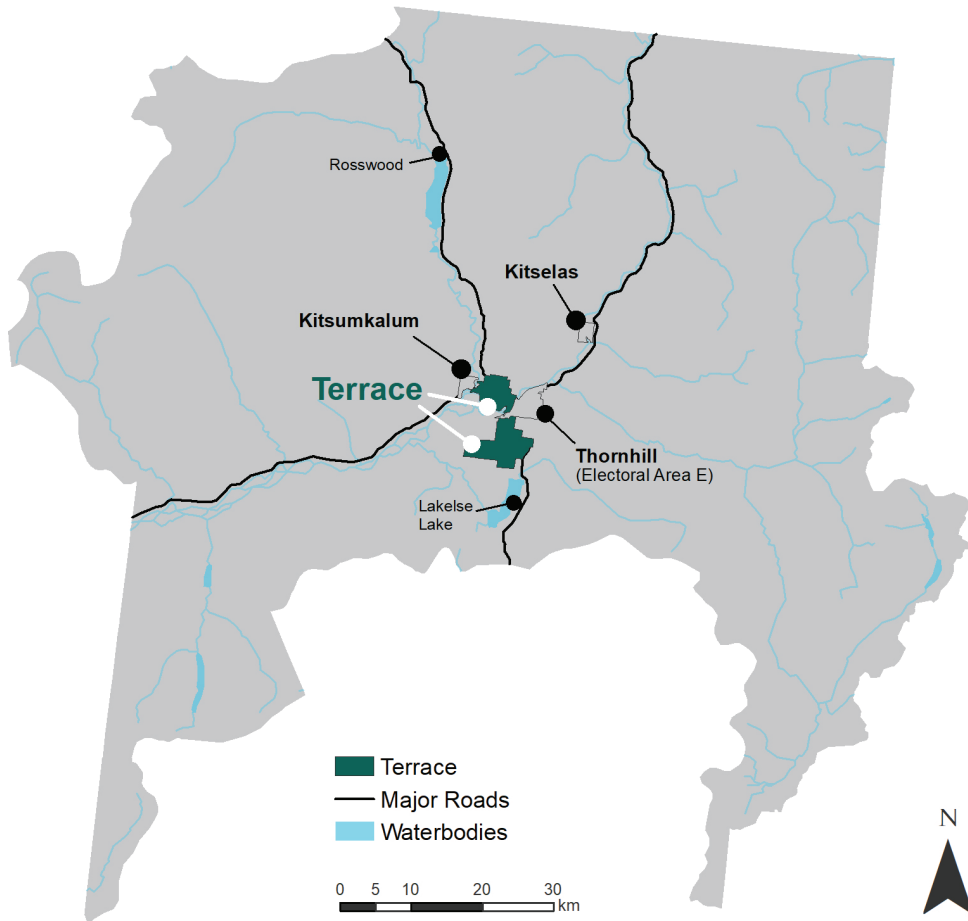 Rosswood
Kitselas
Kitsumkalum
Terrace
Thornhill
(Electoral Area E)
Lakelse
Lake
Terrace
Major Roads
Waterbodies
N
0 5 10 20 30
km